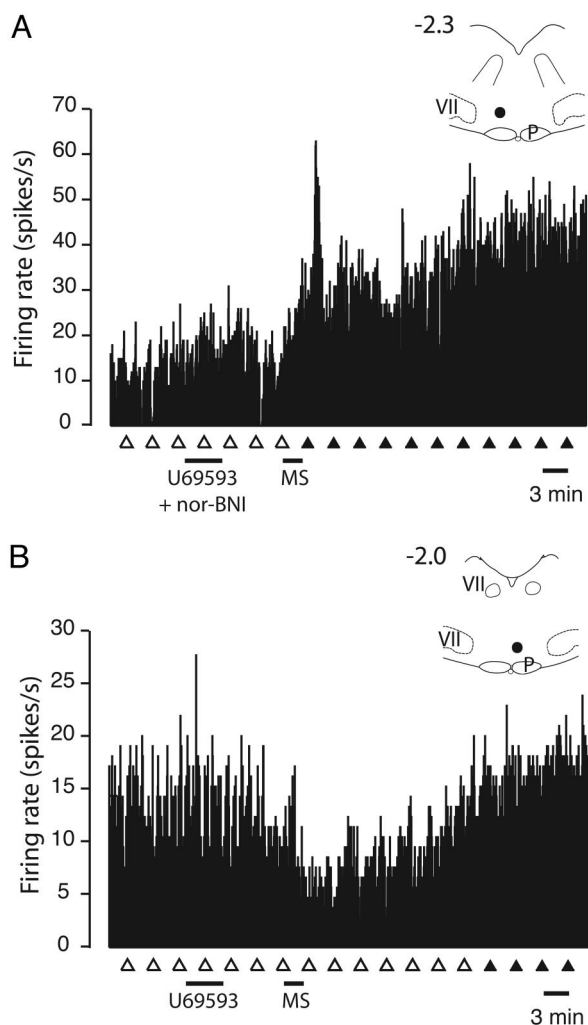 A
-2.3
VII
P
70
60
50
40
30
20
10
0
Firing rate (spikes/s)
U69593
+ nor-BNI
MS
3 min
B
-2.0
VII
VII
P
30
25
20
15
10
5
0
Firing rate (spikes/s)
U69593
MS
3 min